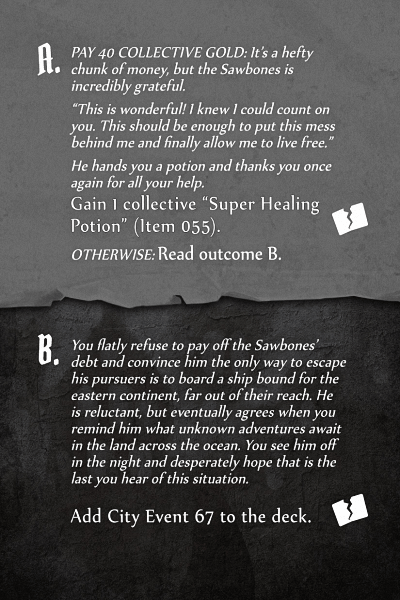 A. PAY 40 COLLECTIVE GOLD: It's a hefty
chunk of money, but the Sawbones is
incredibly grateful.
“This is wonderful! I knew I could count on
you. This should be enough to put this mess
behind me and finally allow me to live free.”
He hands you a potion and thanks you once
again for all your help.
Gain 1 collective “Super Healing
Potion” (Item 055).
OTHERWISE: Read outcome B.
B. You flatly refuse to pay off the Sawbones'
debt and convince him the only way to escape
his pursuers is to board a ship bound for the
eastern continent, far out of their reach. He
is reluctant, but eventually agrees when you
remind him what unknown adventures await
in the land across the ocean. You see him off
in the night and desperately hope that is the
last you hear of this situation.
Add City Event 67 to the deck.